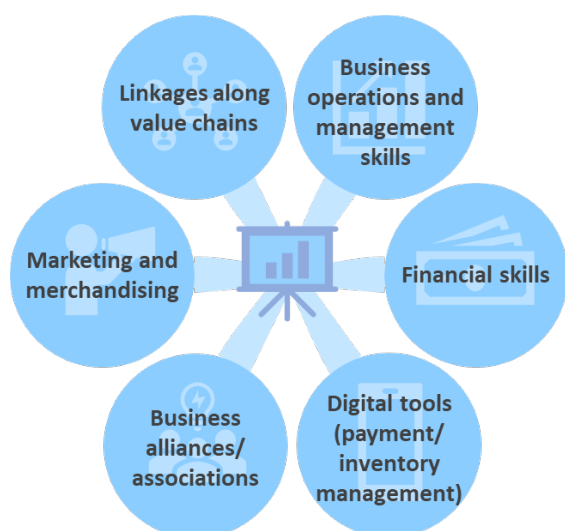 Linkages along
value chains
Business
operations and
management
skills
Marketing and
merchandising
Financial skills
Business
alliances/
associations
Digital tools
(payment/
inventory
management)